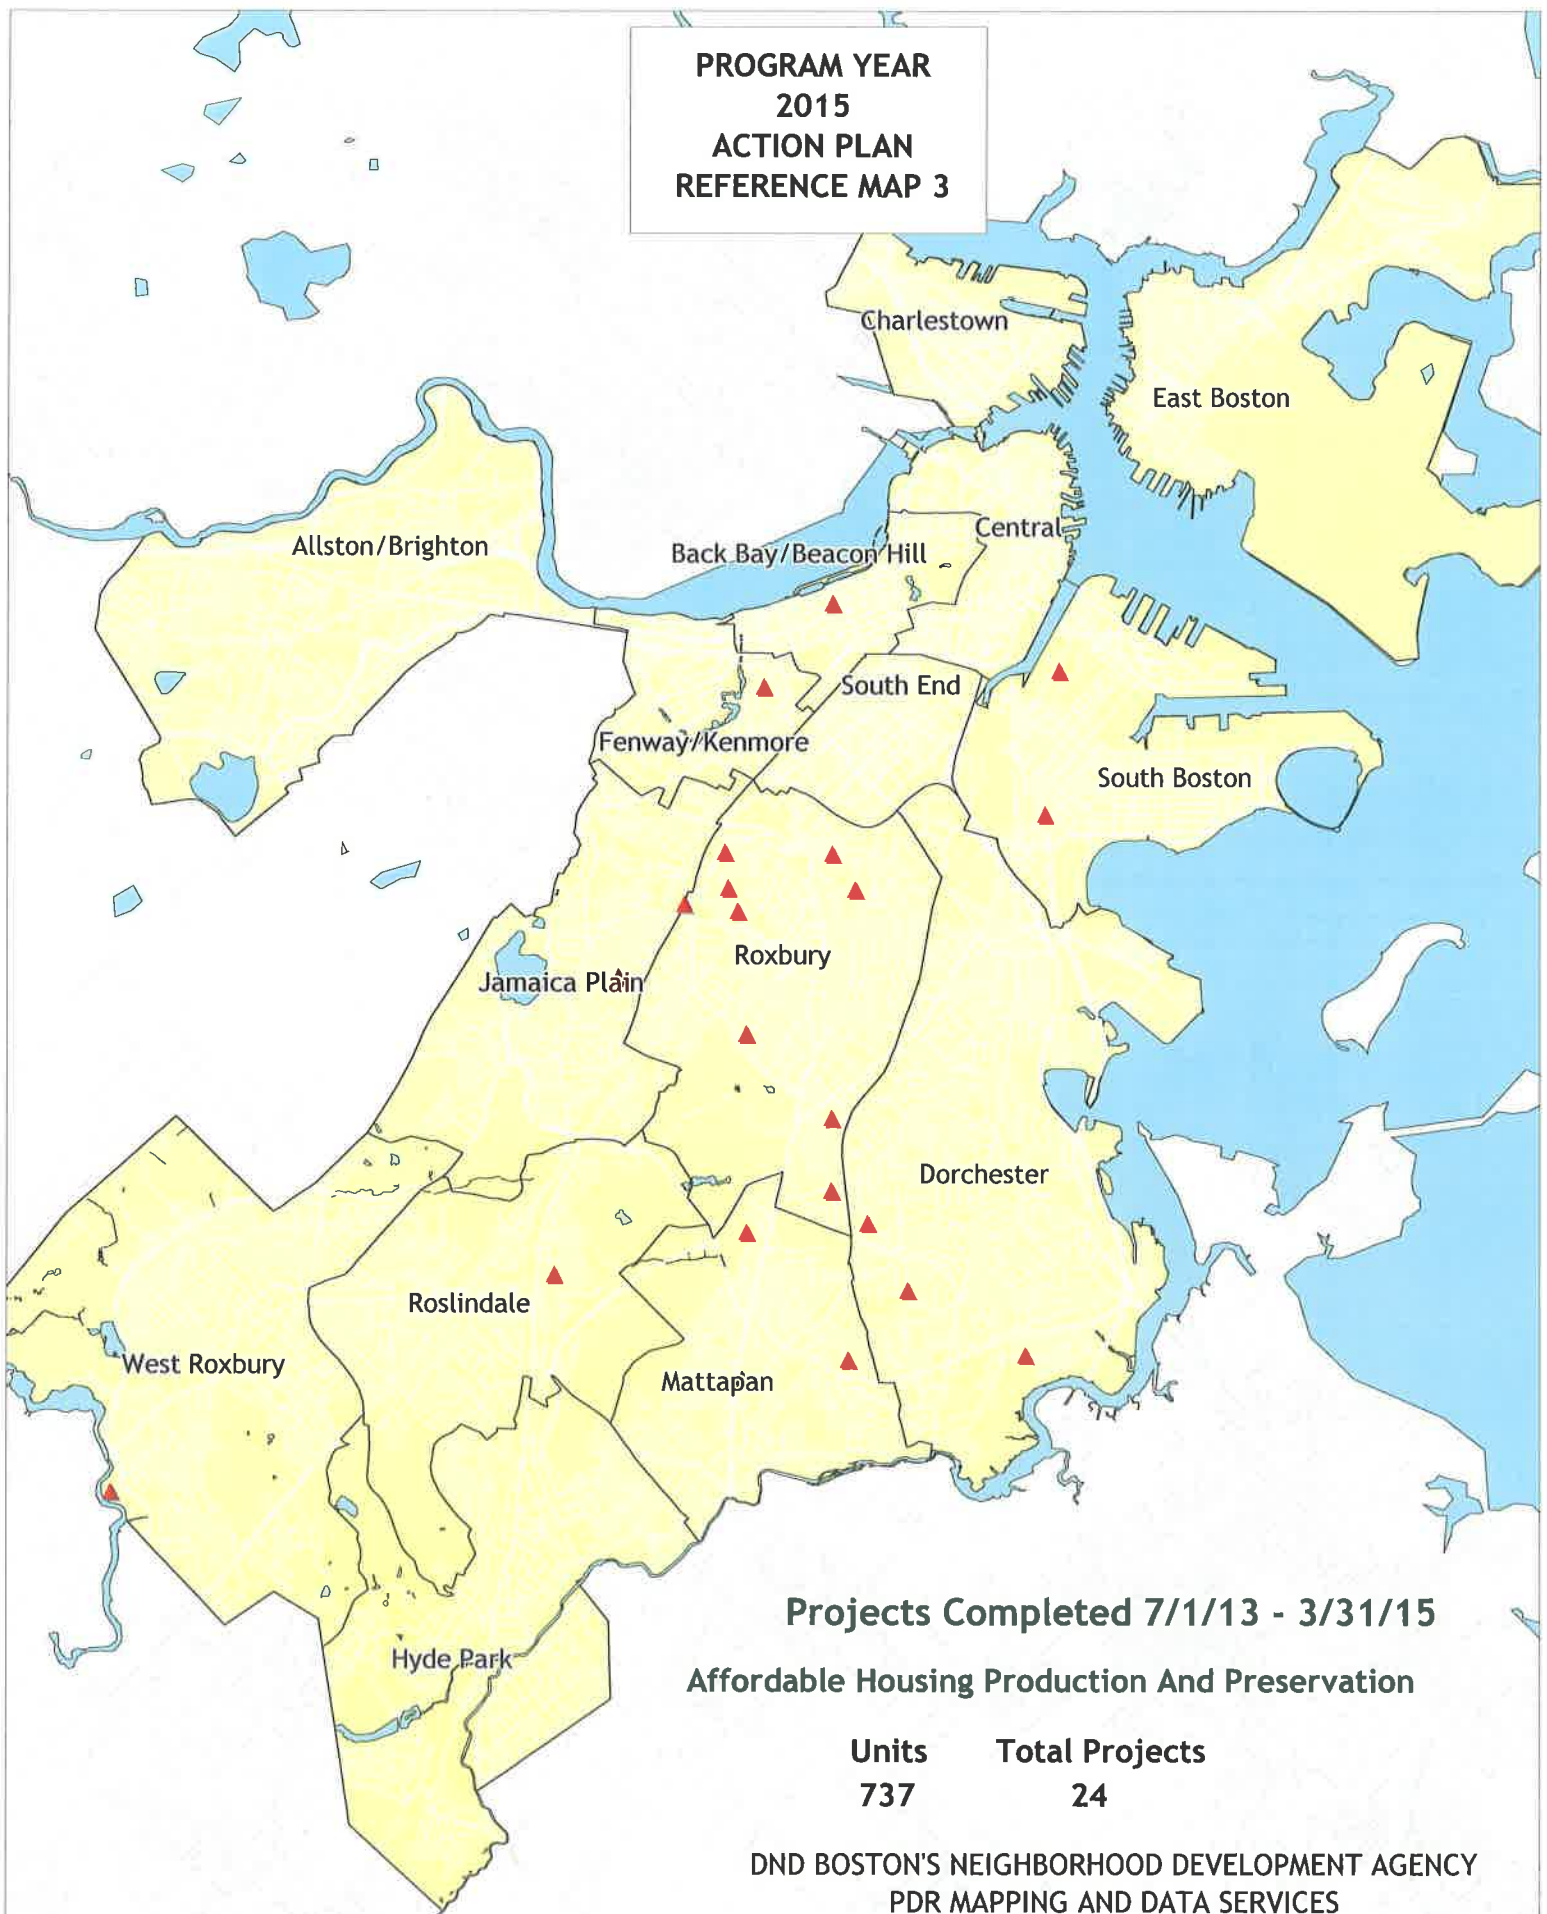 PROGRAM YEAR
2015
ACTION PLAN
REFERENCE MAP 3
Charlestown
East Boston
Central
Allston/Brighton
Back Bay/Beacon Hill
South End
Fenway/Kenmore
South Boston
Roxbury
Jamaica Plain
Dorchester
Roslindale
West Roxbury
Mattapan
Projects Completed 7/1/13 - 3/31/15
Hyde Park
Affordable Housing Production And Preservation
Units Total Projects
737 24
DND BOSTON'S NEIGHBORHOOD DEVELOPMENT AGENCY
PDR MAPPING AND DATA SERVICES